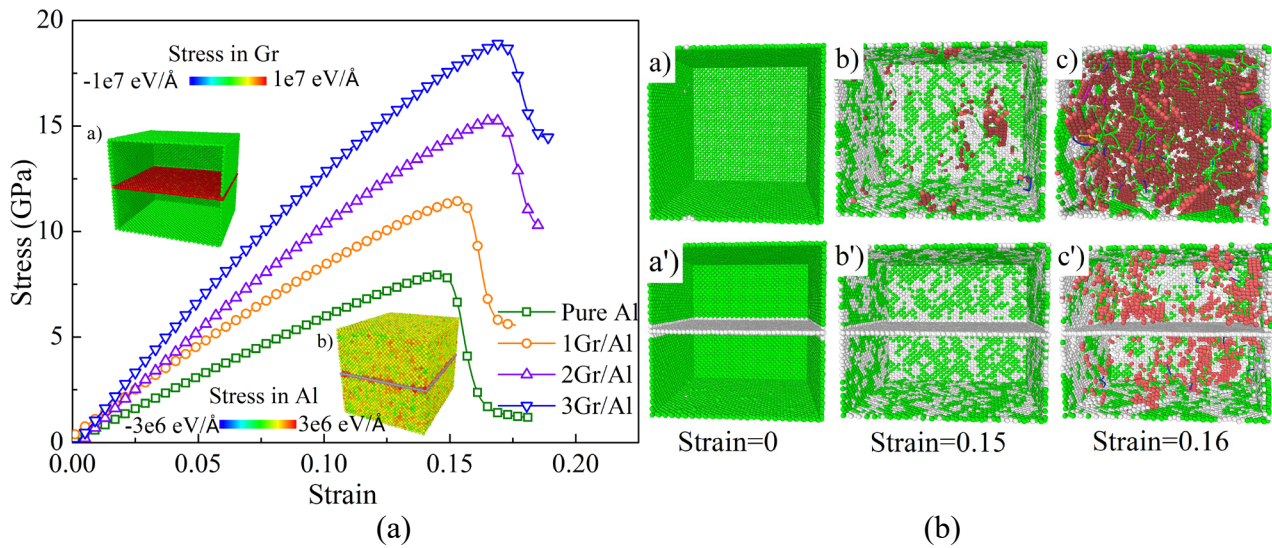 20
15
10
5
0
Stress (GPa)
Stress in Gr
-1e7 eV/Å
1e7 eV/Å
a)
Pure Al
1Gr/Al
2Gr/Al
3Gr/Al
b)
Stress in Al
-3e6 eV/Å
3e6 eV/Å
0.00
0.05
0.10
0.15
0.20
Strain
(a)
a)
b)
c)
a')
b')
c')
Strain=0
Strain=0.15
Strain=0.16
(b)